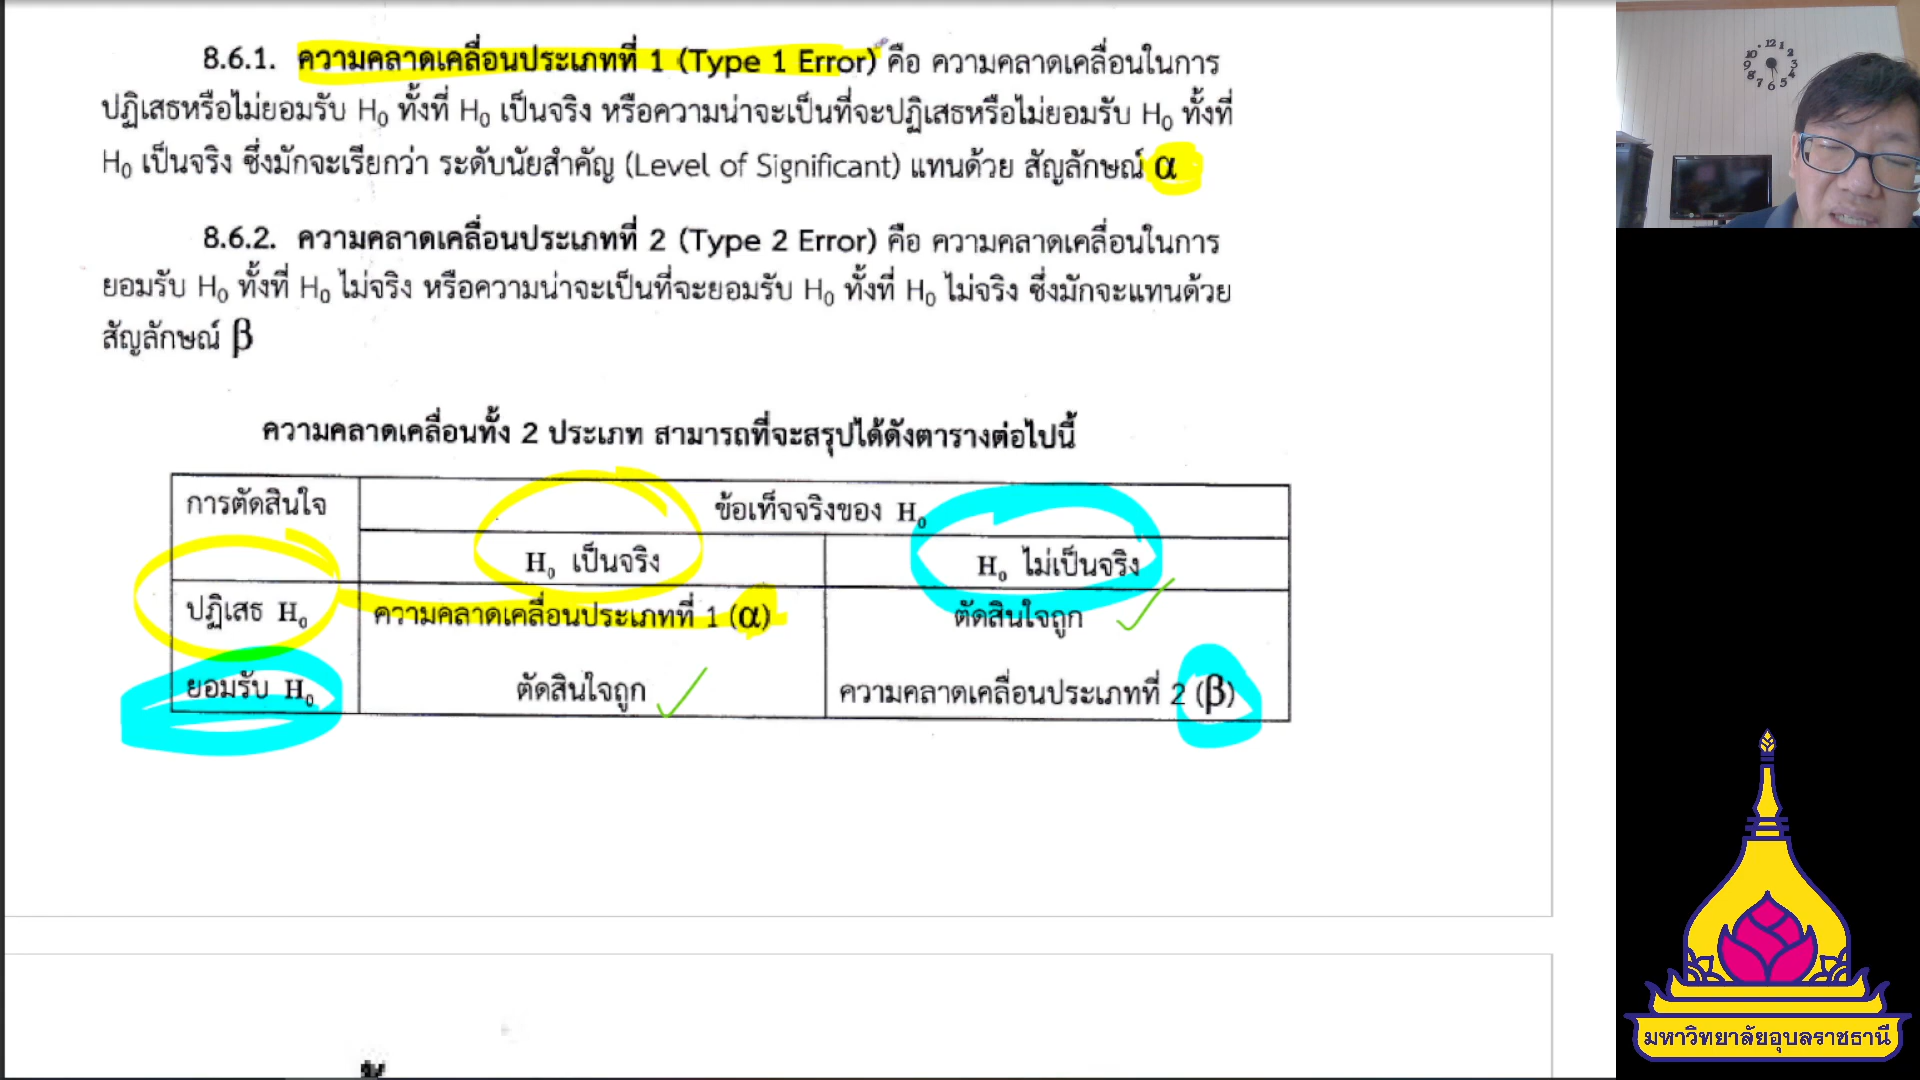 8.6.1. ความคลาดเคลื่อนประเภทที่ 1 (Type 1 Error) คือ ความคลาดเคลื่อนในการ
ปฏิเสธหรือไม่ยอมรับ H₀ ทั้งที่ H₀ เป็นจริง หรือความน่าจะเป็นที่จะปฏิเสธหรือไม่ยอมรับ H₀ ทั้งที่
H₀ เป็นจริง ซึ่งมักจะเรียกว่า ระดับนัยสำคัญ (Level of Significant) แทนด้วย สัญลักษณ์ α
8.6.2. ความคลาดเคลื่อนประเภทที่ 2 (Type 2 Error) คือ ความคลาดเคลื่อนในการ
ยอมรับ H₀ ทั้งที่ H₀ ไม่จริง หรือความน่าจะเป็นที่จะยอมรับ H₀ ทั้งที่ H₀ ไม่จริง ซึ่งมักจะแทนด้วย
สัญลักษณ์ β
ความคลาดเคลื่อนทั้ง 2 ประเภท สามารถที่จะสรุปได้ดังตารางต่อไปนี้
การตัดสินใจ ข้อเท็จจริงของ H₀
H₀ เป็นจริง H₀ ไม่เป็นจริง
ปฏิเสธ H₀ ความคลาดเคลื่อนประเภทที่ 1 (α) ตัดสินใจถูก
ยอมรับ H₀ ตัดสินใจถูก ความคลาดเคลื่อนประเภทที่ 2 (β)
10 12 1 2 3 4 5 6 7 8 9
มหาวิทยาลัยอุบลราชธานี